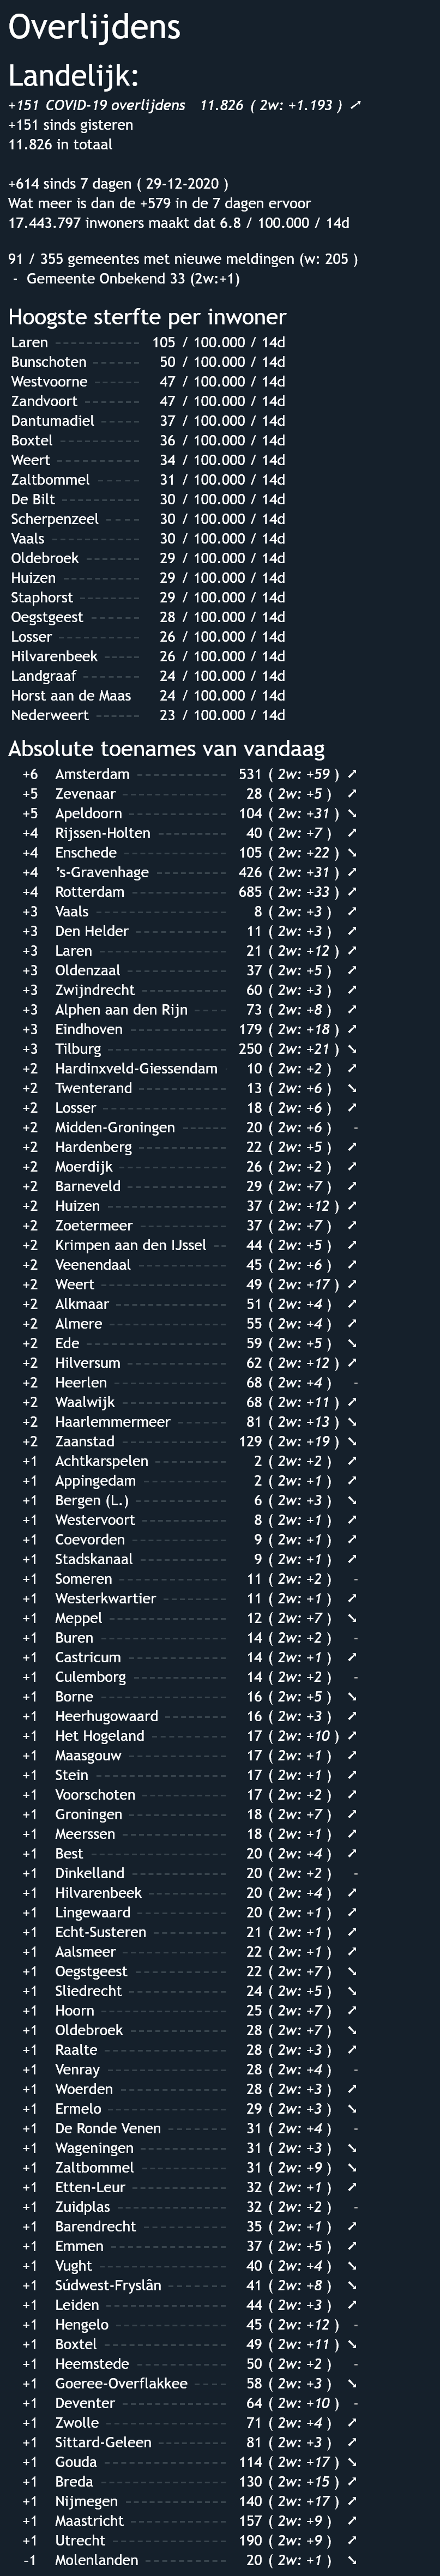 Overlijdens
Landelijk:
+151 COVID-19 overlijdens 11.826 ( 2w: +1.193 ) ➚
+151 sinds gisteren
11.826 in totaal
+614 sinds 7 dagen ( 29-12-2020 )
Wat meer is dan de +579 in de 7 dagen ervoor
17.443.797 inwoners maakt dat 6.8 / 100.000 / 14d
91 / 355 gemeentes met nieuwe meldingen (w: 205 )
- Gemeente Onbekend 33 (2w:+1)
Hoogste sterfte per inwoner
Laren ----------- 105 / 100.000 / 14d
Bunschoten ------ 50 / 100.000 / 14d
Westvoorne ------ 47 / 100.000 / 14d
Zandvoort ------- 47 / 100.000 / 14d
Dantumadiel ----- 37 / 100.000 / 14d
Boxtel ---------- 36 / 100.000 / 14d
Weert ----------- 34 / 100.000 / 14d
Zaltbommel ------ 31 / 100.000 / 14d
De Bilt --------- 30 / 100.000 / 14d
Scherpenzeel ---- 30 / 100.000 / 14d
Vaals ----------- 30 / 100.000 / 14d
Oldebroek ------- 29 / 100.000 / 14d
Huizen ---------- 29 / 100.000 / 14d
Staphorst ------- 29 / 100.000 / 14d
Oegstgeest ------ 28 / 100.000 / 14d
Losser ---------- 26 / 100.000 / 14d
Hilvarenbeek ----- 26 / 100.000 / 14d
Landgraaf ------- 24 / 100.000 / 14d
Horst aan de Maas 24 / 100.000 / 14d
Nederweert ------ 23 / 100.000 / 14d
Absolute toenames van vandaag
+6 Amsterdam ----------- 531 ( 2w: +59 ) ➚
+5 Zevenaar ------------ 28 ( 2w: +5 ) ➚
+5 Apeldoorn ----------- 104 ( 2w: +31 ) ➘
+4 Rijssen-Holten ------ 40 ( 2w: +7 ) ➚
+4 Enschede ------------ 105 ( 2w: +22 ) ➘
+4 's-Gravenhage ------- 426 ( 2w: +31 ) ➚
+4 Rotterdam ----------- 685 ( 2w: +33 ) ➚
+3 Vaals --------------- 8 ( 2w: +3 ) ➚
+3 Den Helder ---------- 11 ( 2w: +3 ) ➚
+3 Laren --------------- 21 ( 2w: +12 ) ➚
+3 Oldenzaal ----------- 37 ( 2w: +5 ) ➚
+3 Zwijndrecht --------- 60 ( 2w: +3 ) ➚
+3 Alphen aan den Rijn ---- 73 ( 2w: +8 ) ➚
+3 Eindhoven ----------- 179 ( 2w: +18 ) ➚
+3 Tilburg ------------- 250 ( 2w: +21 ) ➘
+2 Hardinxveld-Giessendam - 10 ( 2w: +2 ) ➚
+2 Twenterand ---------- 13 ( 2w: +6 ) ➘
+2 Losser -------------- 18 ( 2w: +6 ) ➚
+2 Midden-Groningen ----- 20 ( 2w: +6 ) -
+2 Hardenberg ---------- 22 ( 2w: +5 ) ➚
+2 Moerdijk ------------ 26 ( 2w: +2 ) ➚
+2 Barneveld ----------- 29 ( 2w: +7 ) ➚
+2 Huizen -------------- 37 ( 2w: +12 ) ➚
+2 Zoetermeer ---------- 37 ( 2w: +7 ) ➚
+2 Krimpen aan den IJssel -- 44 ( 2w: +5 ) ➚
+2 Veenendaal ---------- 45 ( 2w: +6 ) ➚
+2 Weert --------------- 49 ( 2w: +17 ) ➚
+2 Alkmaar ------------- 51 ( 2w: +4 ) ➚
+2 Almere -------------- 55 ( 2w: +4 ) ➚
+2 Ede ----------------- 59 ( 2w: +5 ) ➘
+2 Hilversum ----------- 62 ( 2w: +12 ) ➚
+2 Heerlen ------------- 68 ( 2w: +4 ) -
+2 Waalwijk ------------ 68 ( 2w: +11 ) ➚
+2 Haarlemmermeer ------ 81 ( 2w: +13 ) ➘
+2 Zaanstad ------------ 129 ( 2w: +19 ) ➘
+1 Achtkarspelen ------- 2 ( 2w: +2 ) ➚
+1 Appingedam ---------- 2 ( 2w: +1 ) ➚
+1 Bergen (L.) --------- 6 ( 2w: +3 ) ➘
+1 Westervoort --------- 8 ( 2w: +1 ) ➚
+1 Coevorden ----------- 9 ( 2w: +1 ) ➚
+1 Stadskanaal --------- 9 ( 2w: +1 ) ➚
+1 Someren ------------- 11 ( 2w: +2 ) -
+1 Westerkwartier ------ 11 ( 2w: +1 ) ➚
+1 Meppel -------------- 12 ( 2w: +7 ) ➘
+1 Buren --------------- 14 ( 2w: +2 ) -
+1 Castricum ----------- 14 ( 2w: +1 ) ➚
+1 Culemborg ----------- 14 ( 2w: +2 ) -
+1 Borne --------------- 16 ( 2w: +5 ) ➘
+1 Heerhugowaard ------- 16 ( 2w: +3 ) ➚
+1 Het Hogeland -------- 17 ( 2w: +10 ) ➚
+1 Maasgouw ------------ 17 ( 2w: +1 ) ➚
+1 Stein --------------- 17 ( 2w: +1 ) ➚
+1 Voorschoten --------- 17 ( 2w: +2 ) ➚
+1 Groningen ----------- 18 ( 2w: +7 ) ➚
+1 Meerssen ------------ 18 ( 2w: +1 ) ➚
+1 Best ---------------- 20 ( 2w: +4 ) ➚
+1 Dinkelland ---------- 20 ( 2w: +2 ) -
+1 Hilvarenbeek -------- 20 ( 2w: +4 ) ➚
+1 Lingewaard ---------- 20 ( 2w: +1 ) ➚
+1 Echt-Susteren ------- 21 ( 2w: +1 ) ➚
+1 Aalsmeer ------------ 22 ( 2w: +1 ) ➚
+1 Oegstgeest ---------- 22 ( 2w: +7 ) ➘
+1 Sliedrecht ---------- 24 ( 2w: +5 ) ➘
+1 Hoorn --------------- 25 ( 2w: +7 ) ➚
+1 Oldebroek ----------- 28 ( 2w: +7 ) ➘
+1 Raalte -------------- 28 ( 2w: +3 ) ➚
+1 Venray -------------- 28 ( 2w: +4 ) -
+1 Woerden ------------- 28 ( 2w: +3 ) ➚
+1 Ermelo -------------- 29 ( 2w: +3 ) ➘
+1 De Ronde Venen ------ 31 ( 2w: +4 ) -
+1 Wageningen ---------- 31 ( 2w: +3 ) ➘
+1 Zaltbommel ---------- 31 ( 2w: +9 ) ➘
+1 Etten-Leur ---------- 32 ( 2w: +1 ) ➚
+1 Zuidplas ------------ 32 ( 2w: +2 ) -
+1 Barendrecht --------- 35 ( 2w: +1 ) ➚
+1 Emmen --------------- 37 ( 2w: +5 ) ➚
+1 Vught --------------- 40 ( 2w: +4 ) ➘
+1 Súdwest-Fryslân ----- 41 ( 2w: +8 ) ➘
+1 Leiden -------------- 44 ( 2w: +3 ) ➚
+1 Hengelo ------------- 45 ( 2w: +12 ) -
+1 Boxtel -------------- 49 ( 2w: +11 ) ➘
+1 Heemstede ----------- 50 ( 2w: +2 ) -
+1 Goeree-Overflakkee ---- 58 ( 2w: +3 ) ➘
+1 Deventer ------------ 64 ( 2w: +10 ) -
+1 Zwolle -------------- 71 ( 2w: +4 ) ➚
+1 Sittard-Geleen ------ 81 ( 2w: +3 ) ➚
+1 Gouda --------------- 114 ( 2w: +17 ) ➘
+1 Breda --------------- 130 ( 2w: +15 ) ➚
+1 Nijmegen ------------ 140 ( 2w: +17 ) ➚
+1 Maastricht ---------- 157 ( 2w: +9 ) ➚
+1 Utrecht ------------- 190 ( 2w: +9 ) ➚
-1 Molenlanden --------- 20 ( 2w: +1 ) ➘